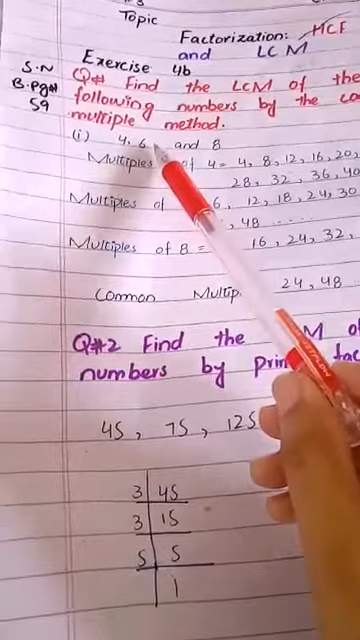 Topic
Factorization: HCF
and LCM
Exercise 4b
S.N
B.pg#
59
Q# Find the LCM of the
following numbers by the
multiple method.
(i) 4, 6, and 8
Multiples of 4 = 4, 8, 12, 16, 20,
28, 32, 36, 40
Multiples of 6, 12, 18, 24, 30
, 48 .....
Multiples of 8 = 16, 24, 32,
Common 24, 48
Q#2 Find the of
numbers by
45, 75, 125
3 45
3 15
5 5
1